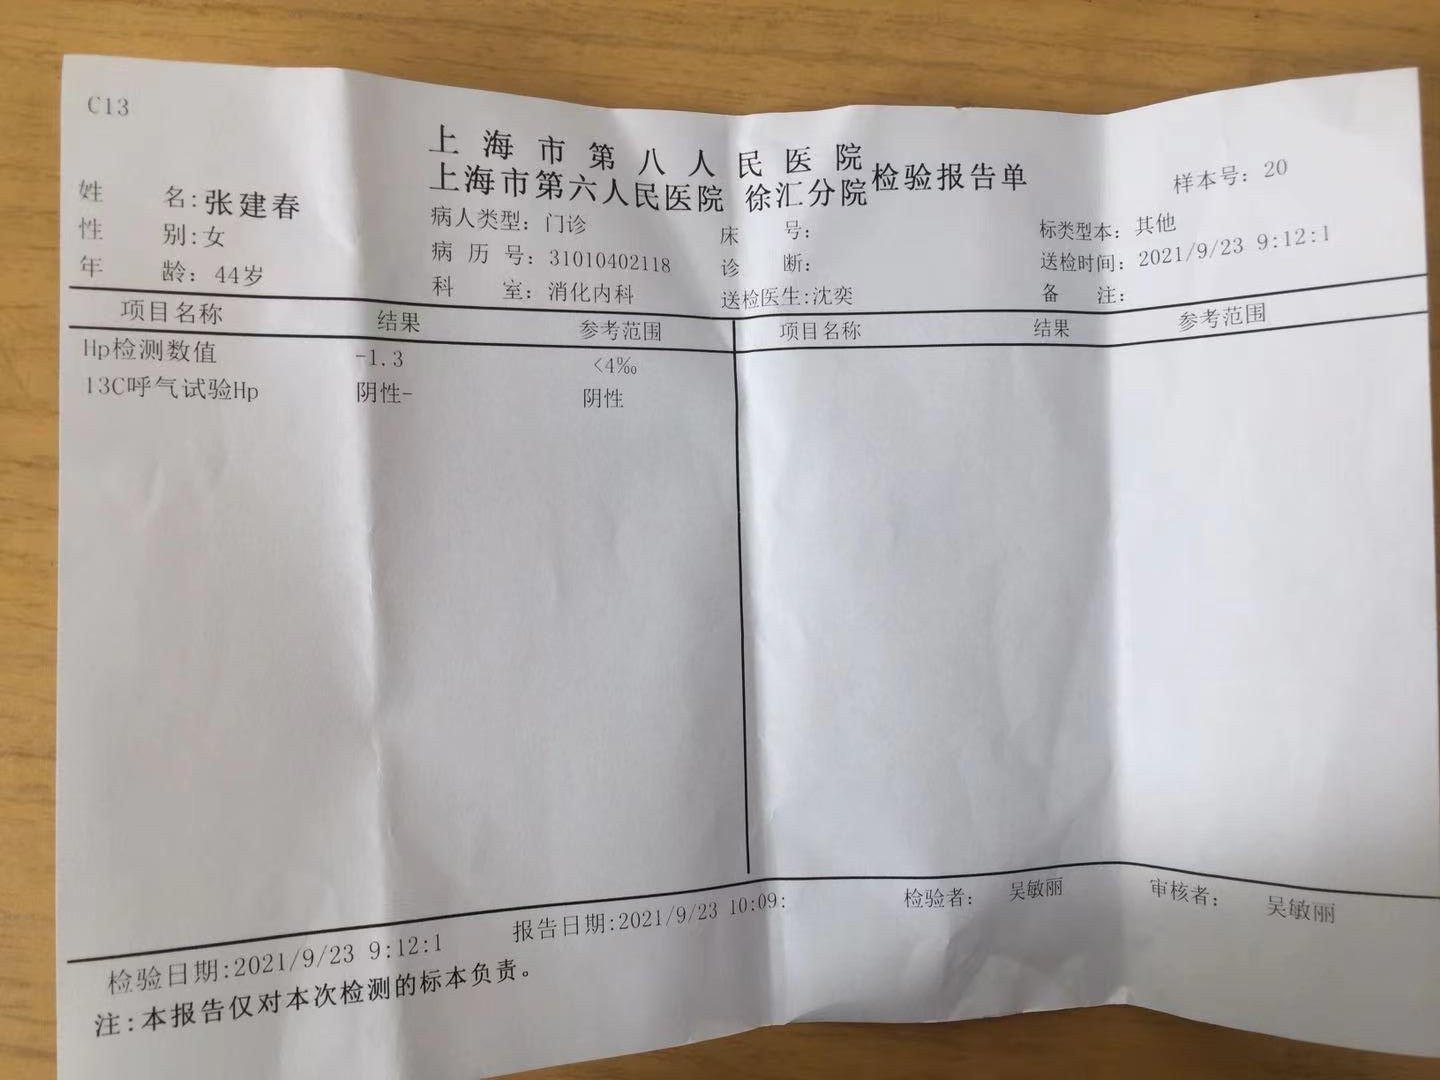 C13
上海市第八人民医院
上海市第六人民医院 徐汇分院 检验报告单
样本号: 20
姓 名: 张建春
病人类型: 门诊
床 号:
标类型本: 其他
性 别: 女
病 历 号: 31010402118
诊 断:
送检时间: 2021/9/23 9:12:1
年 龄: 44岁
科 室: 消化内科
送检医生: 沈奕
备 注:
项目名称 结果 参考范围 项目名称 结果 参考范围
Hp检测数值 -1.3 <4‰
13C呼气试验Hp 阴性- 阴性
检验日期:2021/9/23 9:12:1 报告日期:2021/9/23 10:09: 检验者: 吴敏丽 审核者: 吴敏丽
注:本报告仅对本次检测的标本负责。